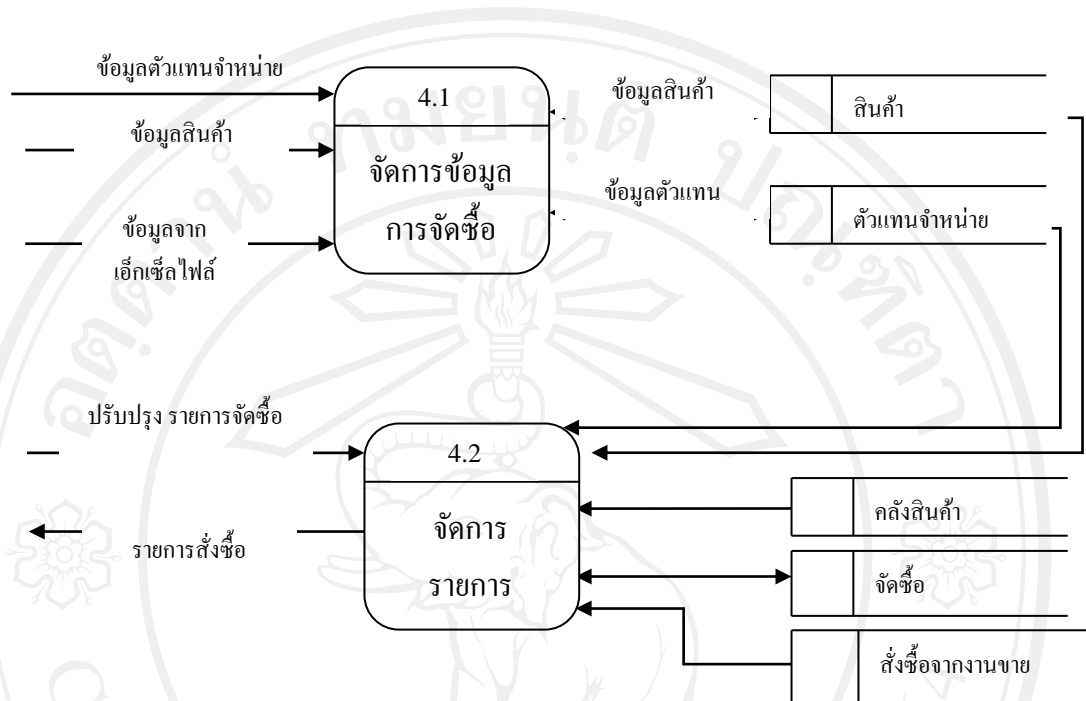 ข้อมูลตัวแทนจำหน่าย
ข้อมูลสินค้า
ข้อมูลจาก
เอ็กเซ็ลไฟล์
4.1
จัดการข้อมูล
การจัดซื้อ
ข้อมูลสินค้า
ข้อมูลตัวแทน
สินค้า
ตัวแทนจำหน่าย
ปรับปรุง รายการจัดซื้อ
รายการสั่งซื้อ
4.2
จัดการ
รายการ
คลังสินค้า
จัดซื้อ
สั่งซื้อจากงานขาย